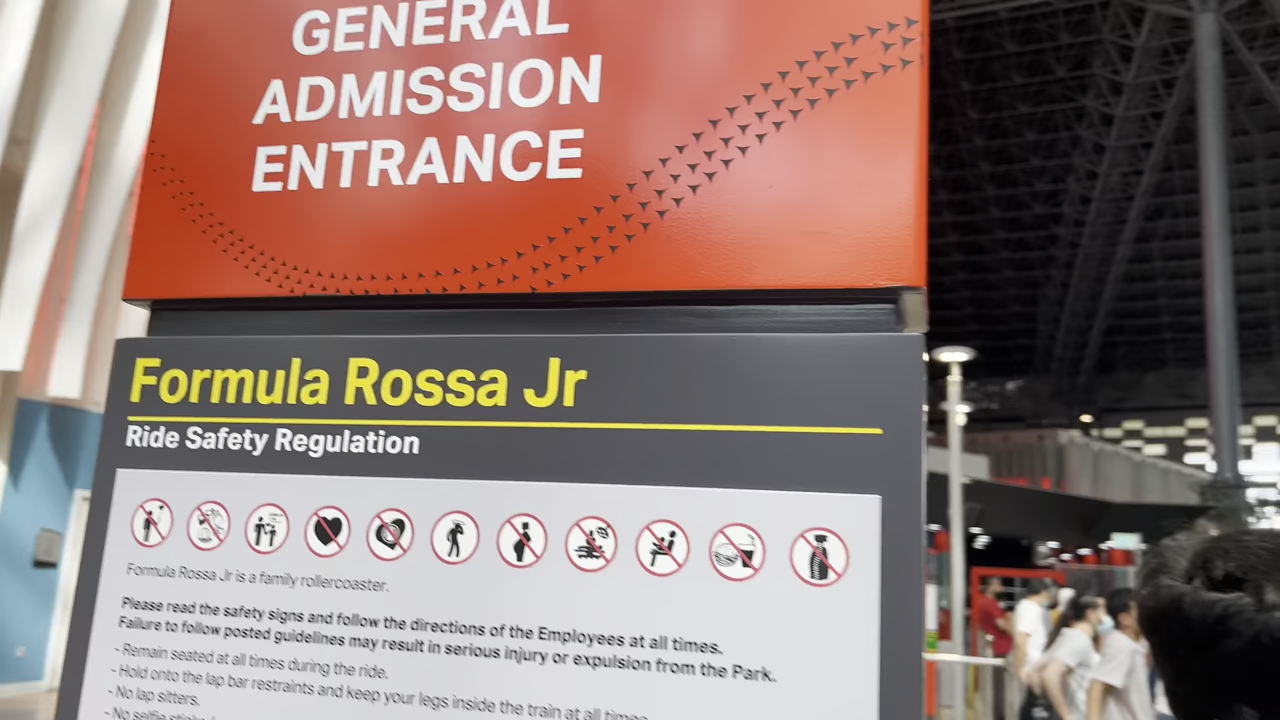 GENERAL
ADMISSION
ENTRANCE
Formula Rossa Jr
Ride Safety Regulation
Formula Rossa Jr is a family rollercoaster.
Please read the safety signs and follow the directions of the Employees at all times.
Failure to follow posted guidelines may result in serious injury or expulsion from the Park.
- Remain seated at all times during the ride.
- Hold onto the lap bar restraints and keep your legs inside the train at all time
- No lap sitters.
- No selfie